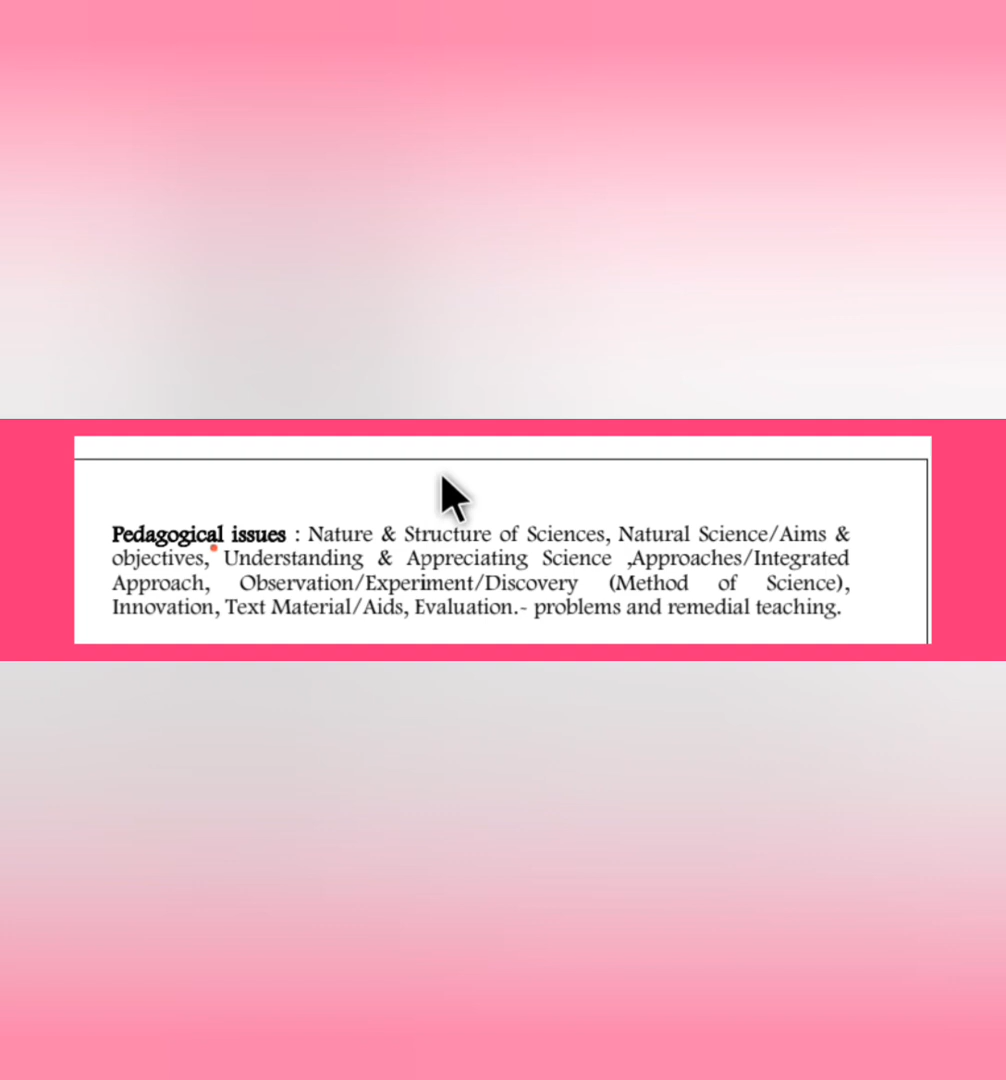 Pedagogical issues : Nature & Structure of Sciences, Natural Science/Aims &
objectives, Understanding & Appreciating Science ,Approaches/Integrated
Approach, Observation/Experiment/Discovery (Method of Science),
Innovation, Text Material/Aids, Evaluation.- problems and remedial teaching.